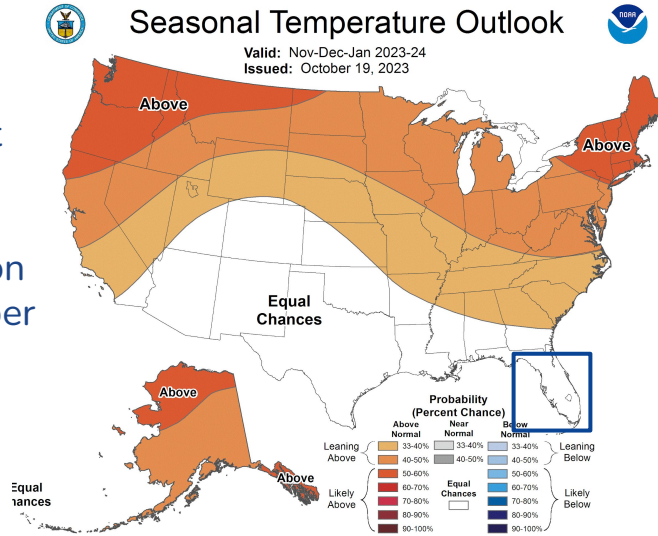 Seasonal Temperature Outlook
NOAA
Valid: Nov-Dec-Jan 2023-24
Issued: October 19, 2023
Above
Above
Equal
Chances
Above
Above
Equal
hances
Probability
(Percent Chance)
Above Normal
Near Normal
Below Normal
Leaning Above
33-40% 33-40% 33-40%
40-50% 40-50% 40-50%
Leaning Below
Likely Above
50-60% 50-60%
60-70% 60-70%
70-80% 70-80%
80-90% 80-90%
90-100% 90-100%
Equal Chances
Likely Below